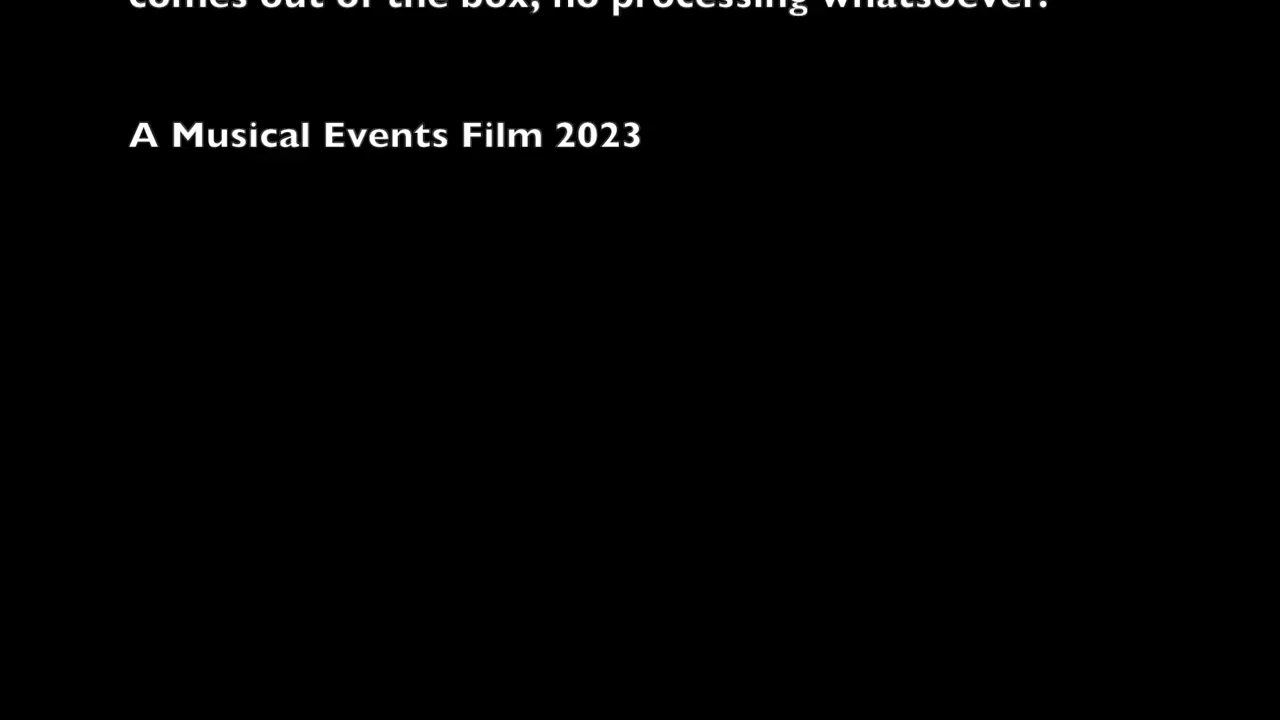 comes out of the box, no processing whatsoever.
A Musical Events Film 2023